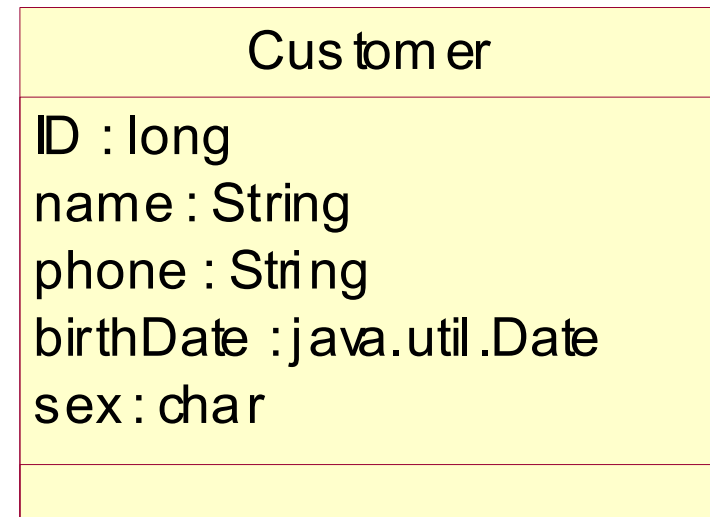 Customer
ID : long
name : String
phone : String
birthDate : java.util.Date
sex : char